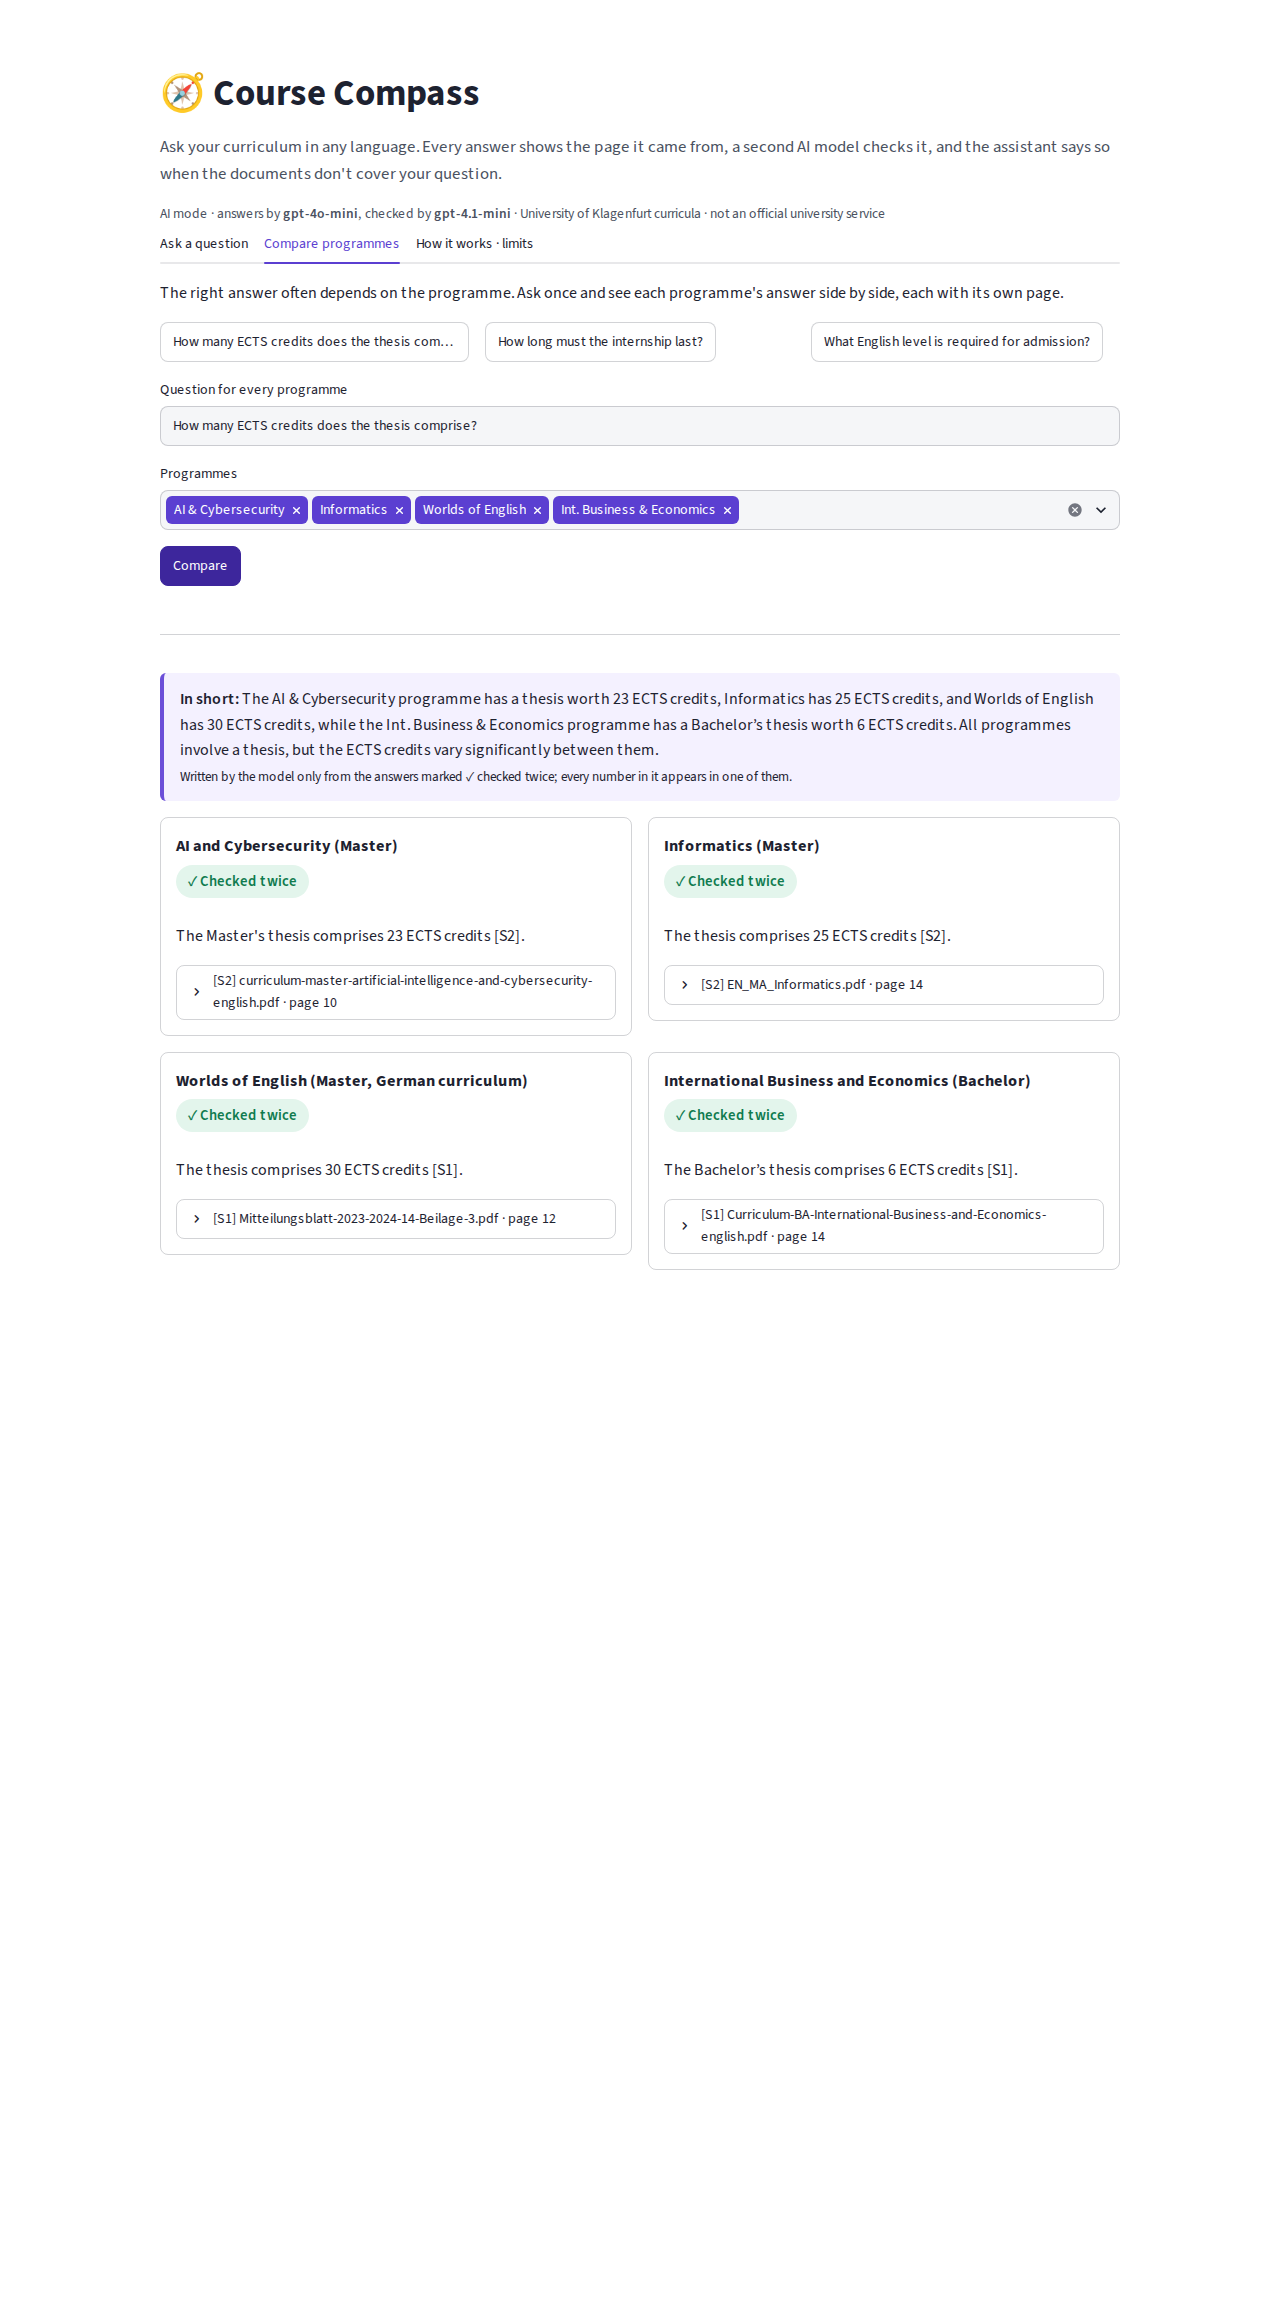 🧭 Course Compass
Ask your curriculum in any language. Every answer shows the page it came from, a second AI model checks it, and the assistant says so
when the documents don't cover your question.
AI mode · answers by gpt-4o-mini, checked by gpt-4.1-mini · University of Klagenfurt curricula · not an official university service
Ask a question Compare programmes How it works · limits
The right answer often depends on the programme. Ask once and see each programme's answer side by side, each with its own page.
How many ECTS credits does the thesis com... How long must the internship last? What English level is required for admission?
Question for every programme
How many ECTS credits does the thesis comprise?
Programmes
AI & Cybersecurity × Informatics × Worlds of English × Int. Business & Economics ×
Compare
In short: The AI & Cybersecurity programme has a thesis worth 23 ECTS credits, Informatics has 25 ECTS credits, and Worlds of English
has 30 ECTS credits, while the Int. Business & Economics programme has a Bachelor’s thesis worth 6 ECTS credits. All programmes
involve a thesis, but the ECTS credits vary significantly between them.
Written by the model only from the answers marked ✓ checked twice; every number in it appears in one of them.
AI and Cybersecurity (Master)
✓ Checked twice
The Master's thesis comprises 23 ECTS credits [S2].
[S2] curriculum-master-artificial-intelligence-and-cybersecurity-
english.pdf · page 10
Informatics (Master)
✓ Checked twice
The thesis comprises 25 ECTS credits [S2].
[S2] EN_MA_Informatics.pdf · page 14
Worlds of English (Master, German curriculum)
✓ Checked twice
The thesis comprises 30 ECTS credits [S1].
[S1] Mitteilungsblatt-2023-2024-14-Beilage-3.pdf · page 12
International Business and Economics (Bachelor)
✓ Checked twice
The Bachelor’s thesis comprises 6 ECTS credits [S1].
[S1] Curriculum-BA-International-Business-and-Economics-
english.pdf · page 14